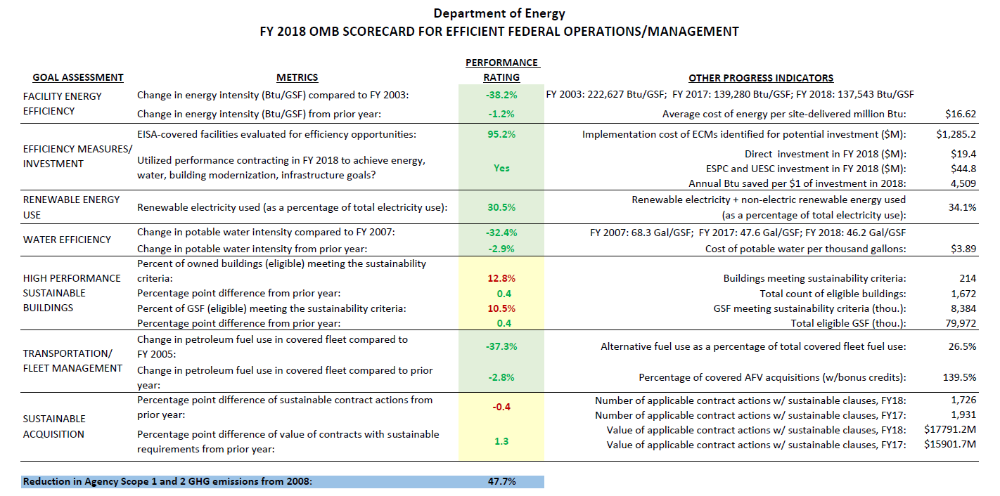 Department of Energy
FY 2018 OMB SCORECARD FOR EFFICIENT FEDERAL OPERATIONS/MANAGEMENT
GOAL ASSESSMENT METRICS PERFORMANCE RATING OTHER PROGRESS INDICATORS
FACILITY ENERGY
EFFICIENCY
Change in energy intensity (Btu/GSF) compared to FY 2003: -38.2% FY 2003: 222,627 Btu/GSF; FY 2017: 139,280 Btu/GSF; FY 2018: 137,543 Btu/GSF
Change in energy intensity (Btu/GSF) from prior year: -1.2% Average cost of energy per site-delivered million Btu: $16.62
EFFICIENCY MEASURES/
INVESTMENT
EISA-covered facilities evaluated for efficiency opportunities: 95.2% Implementation cost of ECMs identified for potential investment ($M): $1,285.2
Utilized performance contracting in FY 2018 to achieve energy,
water, building modernization, infrastructure goals? Yes
Direct investment in FY 2018 ($M): $19.4
ESPC and UESC investment in FY 2018 ($M): $44.8
Annual Btu saved per $1 of investment in 2018: 4,509
RENEWABLE ENERGY
USE
Renewable electricity used (as a percentage of total electricity use): 30.5%
Renewable electricity + non-electric renewable energy used
(as a percentage of total electricity use): 34.1%
WATER EFFICIENCY
Change in potable water intensity compared to FY 2007: -32.4% FY 2007: 68.3 Gal/GSF; FY 2017: 47.6 Gal/GSF; FY 2018: 46.2 Gal/GSF
Change in potable water intensity from prior year: -2.9% Cost of potable water per thousand gallons: $3.89
HIGH PERFORMANCE
SUSTAINABLE
BUILDINGS
Percent of owned buildings (eligible) meeting the sustainability
criteria: 12.8% Buildings meeting sustainability criteria: 214
Percentage point difference from prior year: 0.4 Total count of eligible buildings: 1,672
Percent of GSF (eligible) meeting the sustainability criteria: 10.5% GSF meeting sustainability criteria (thou.): 8,384
Percentage point difference from prior year: 0.4 Total eligible GSF (thou.): 79,972
TRANSPORTATION/
FLEET MANAGEMENT
Change in petroleum fuel use in covered fleet compared to
FY 2005: -37.3% Alternative fuel use as a percentage of total covered fleet fuel use: 26.5%
Change in petroleum fuel use in covered fleet compared to prior
year: -2.8% Percentage of covered AFV acquisitions (w/bonus credits): 139.5%
SUSTAINABLE
ACQUISITION
Percentage point difference of sustainable contract actions from
prior year: -0.4
Number of applicable contract actions w/ sustainable clauses, FY18: 1,726
Number of applicable contract actions w/ sustainable clauses, FY17: 1,931
Percentage point difference of value of contracts with sustainable
requirements from prior year: 1.3
Value of applicable contract actions w/ sustainable clauses, FY18: $17791.2M
Value of applicable contract actions w/ sustainable clauses, FY17: $15901.7M
Reduction in Agency Scope 1 and 2 GHG emissions from 2008: 47.7%